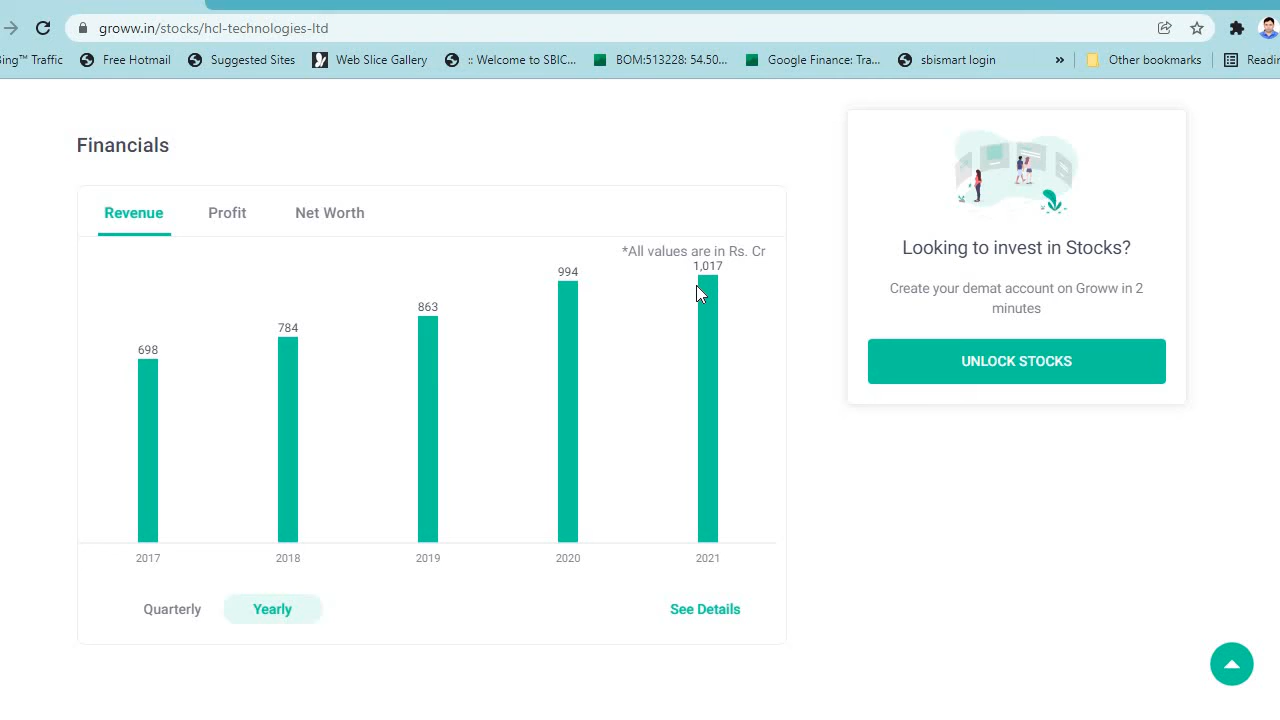 groww.in/stocks/hcl-technologies-ltd
ing™ Traffic Free Hotmail Suggested Sites Web Slice Gallery :: Welcome to SBIC... BOM:513228: 54.50... Google Finance: Tra... sbismart login » Other bookmarks Readin
Financials
Revenue Profit Net Worth
*All values are in Rs. Cr
698 784 863 994 1,017
2017 2018 2019 2020 2021
Quarterly Yearly See Details
Looking to invest in Stocks?
Create your demat account on Groww in 2
minutes
UNLOCK STOCKS